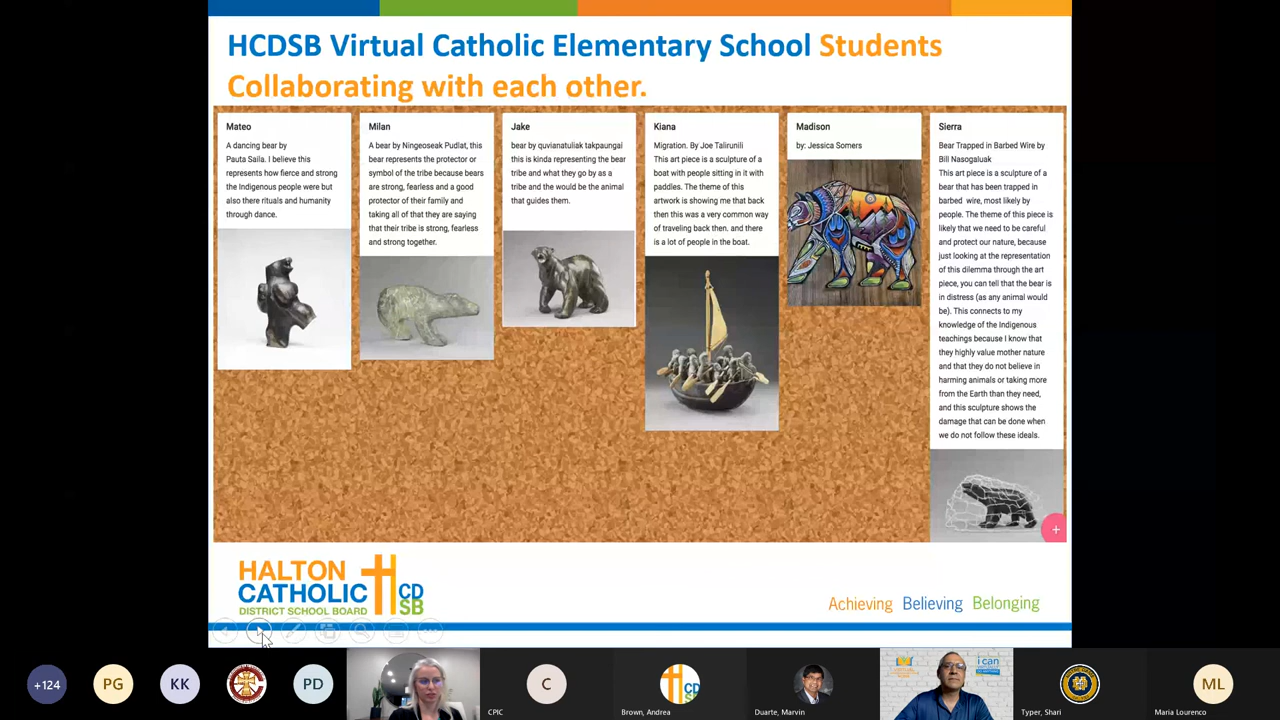 HCDSB Virtual Catholic Elementary School Students
Collaborating with each other.
Mateo
A dancing bear by
Pauta Saila. I believe this
represents how fierce and strong
the Indigenous people were but
also there rituals and humanity
through dance.
Milan
A bear by Ningeoseak Pudlat, this
bear represents the protector or
symbol of the tribe because bears
are strong, fearless and a good
protector of their family and
taking all of that they are saying
that their tribe is strong, fearless
and strong together.
Jake
bear by quvianatuliak takpaungai
this is kinda representing the bear
tribe and what they go by as a
tribe and the would be the animal
that guides them.
Kiana
Migration. By Joe Talirunili
This art piece is a sculpture of a
boat with people sitting in it with
paddles. The theme of this
artwork is showing me that back
then this was a very common way
of traveling back then. and there
is a lot of people in the boat.
Madison
by: Jessica Somers
Sierra
Bear Trapped in Barbed Wire by
Bill Nasogaluak
This art piece is a sculpture of a
bear that has been trapped in
barbed wire, most likely by
people. The theme of this piece is
likely that we need to be careful
and protect our nature, because
just looking at the representation
of this dilemma through the art
piece, you can tell that the bear is
in distress (as any animal would
be). This connects to my
knowledge of the Indigenous
teachings because I know that
they highly value mother nature
and that they do not believe in
harming animals or taking more
from the Earth than they need,
and this sculpture shows the
damage that can be done when
we do not follow these ideals.
HALTON
CATHOLIC
DISTRICT SCHOOL BOARD
CD
SB
Achieving Believing Belonging
+124
PG
KK
PD
C
CPIC
CD
SB
Brown, Andrea
Duarte, Marvin
i can
Typer, Shari
ML
Maria Lourenco